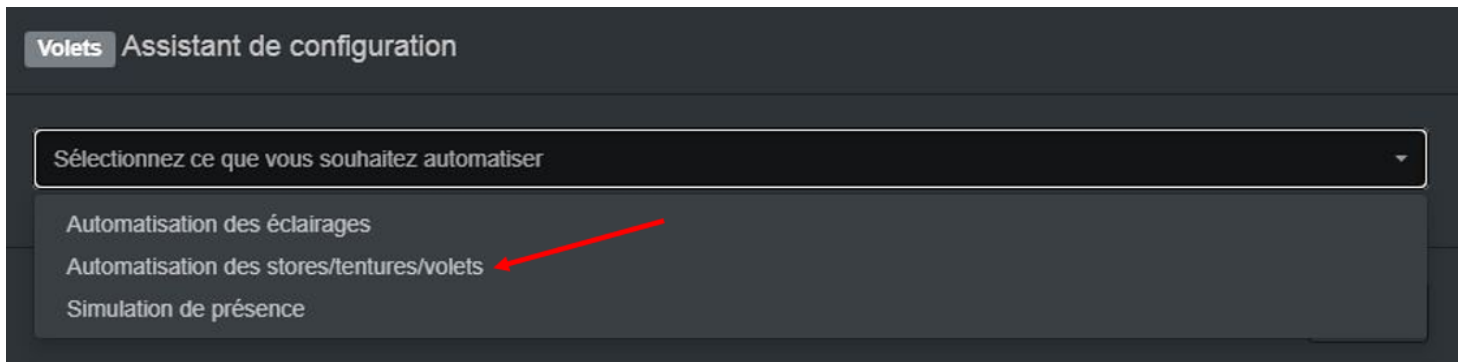 Volets Assistant de configuration
Sélectionnez ce que vous souhaitez automatiser
Automatisation des éclairages
Automatisation des stores/tentures/volets
Simulation de présence